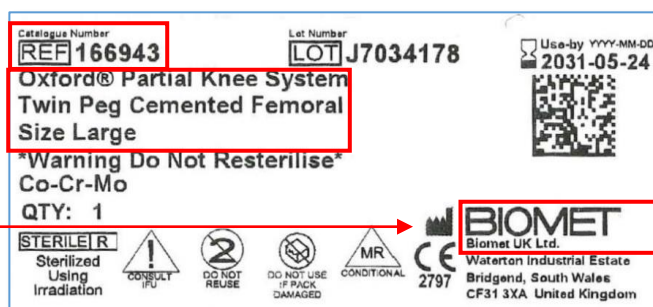 Catalogue Number
REF 166943
Lot Number
LOT J7034178
Use-by YYYY-MM-DD
2031-05-24
Oxford® Partial Knee System
Twin Peg Cemented Femoral
Size Large
*Warning Do Not Resterilise*
Co-Cr-Mo
QTY: 1
STERILE R
Sterilized
Using
Irradiation
CONSULT
IFU
2
DO NOT
REUSE
DO NOT USE
IF PACK
DAMAGED
MR
CONDITIONAL
CE
2797
BIOMET
Biomet UK Ltd.
Waterton Industrial Estate
Bridgend, South Wales
CF31 3XA United Kingdom